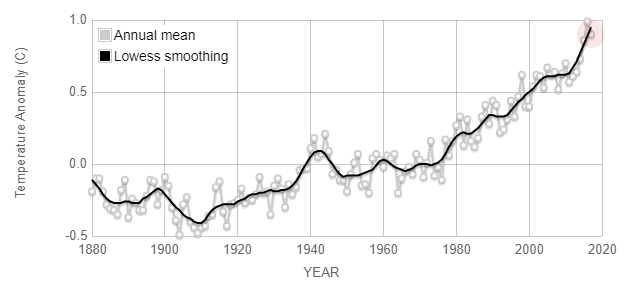 1.0
Annual mean
Lowess smoothing
0.5
0.0
-0.5
Temperature Anomaly (C)
1880 1900 1920 1940 1960 1980 2000 2020
YEAR